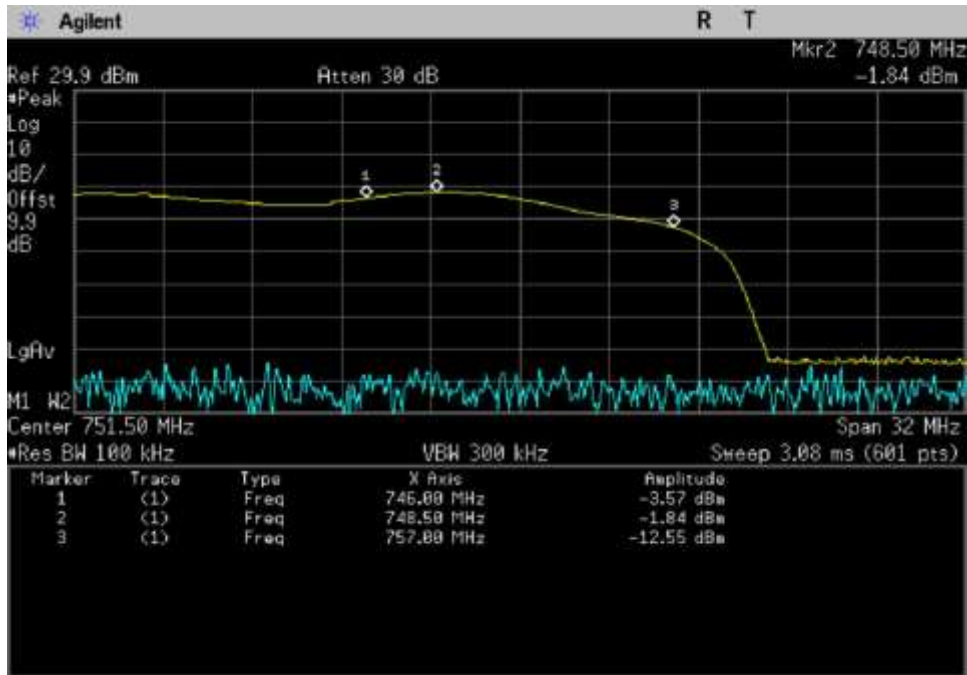 Agilent R T
Mkr2 748.50 MHz
Ref 29.9 dBm Atten 30 dB -1.84 dBm
#Peak
Log
10
dB/
Offst
9.9
dB
1
2
3
LgAv
M1 W2
Center 751.50 MHz Span 32 MHz
#Res BW 100 kHz VBW 300 kHz Sweep 3.08 ms (601 pts)
Marker Trace Type X Axis Amplitude
1 (1) Freq 746.00 MHz -3.57 dBm
2 (1) Freq 748.50 MHz -1.84 dBm
3 (1) Freq 757.00 MHz -12.55 dBm